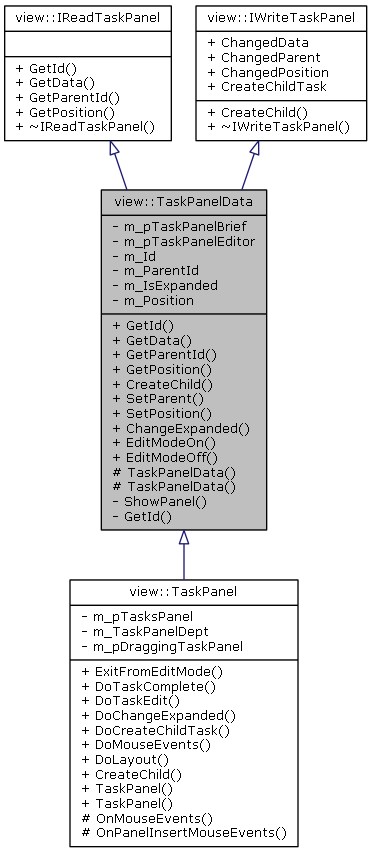 view::IReadTaskPanel
+ GetId()
+ GetData()
+ GetParentId()
+ GetPosition()
+ ~IReadTaskPanel()
view::IWriteTaskPanel
+ ChangedData
+ ChangedParent
+ ChangedPosition
+ CreateChildTask
+ CreateChild()
+ ~IWriteTaskPanel()
view::TaskPanelData
- m_pTaskPanelBrief
- m_pTaskPanelEditor
- m_Id
- m_ParentId
- m_IsExpanded
- m_Position
+ GetId()
+ GetData()
+ GetParentId()
+ GetPosition()
+ CreateChild()
+ SetParent()
+ SetPosition()
+ ChangeExpanded()
+ EditModeOn()
+ EditModeOff()
# TaskPanelData()
# TaskPanelData()
- ShowPanel()
- GetId()
view::TaskPanel
- m_pTasksPanel
- m_TaskPanelDept
- m_pDraggingTaskPanel
+ ExitFromEditMode()
+ DoTaskComplete()
+ DoTaskEdit()
+ DoChangeExpanded()
+ DoCreateChildTask()
+ DoMouseEvents()
+ DoLayout()
+ CreateChild()
+ TaskPanel()
+ TaskPanel()
# OnMouseEvents()
# OnPanelInsertMouseEvents()